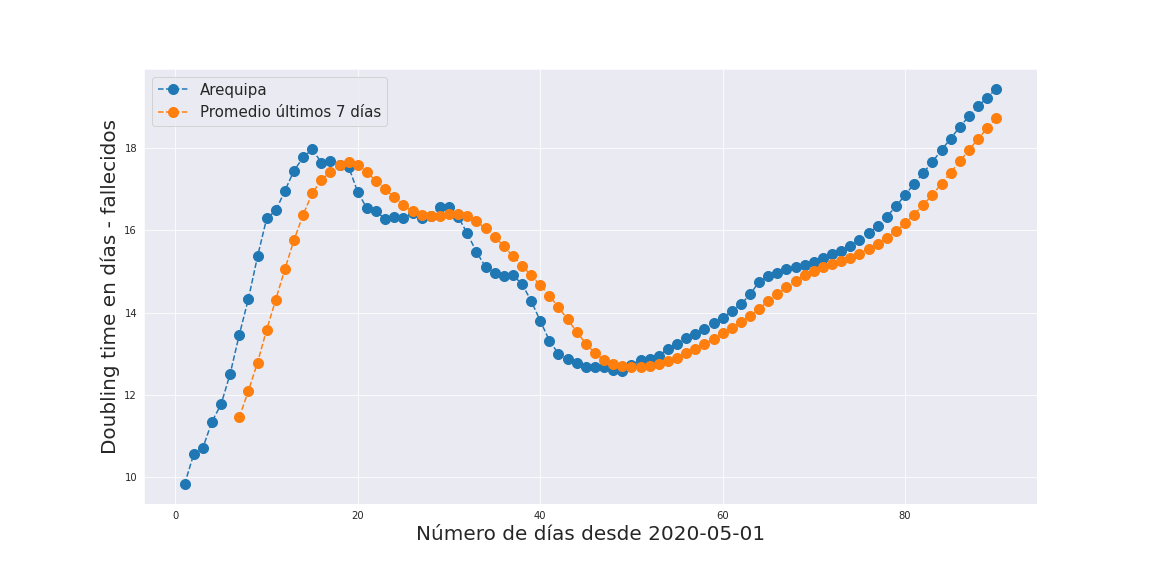 Arequipa
Promedio últimos 7 días
Doubling time en días - fallecidos
18
16
14
12
10
0 20 40 60 80
Número de días desde 2020-05-01